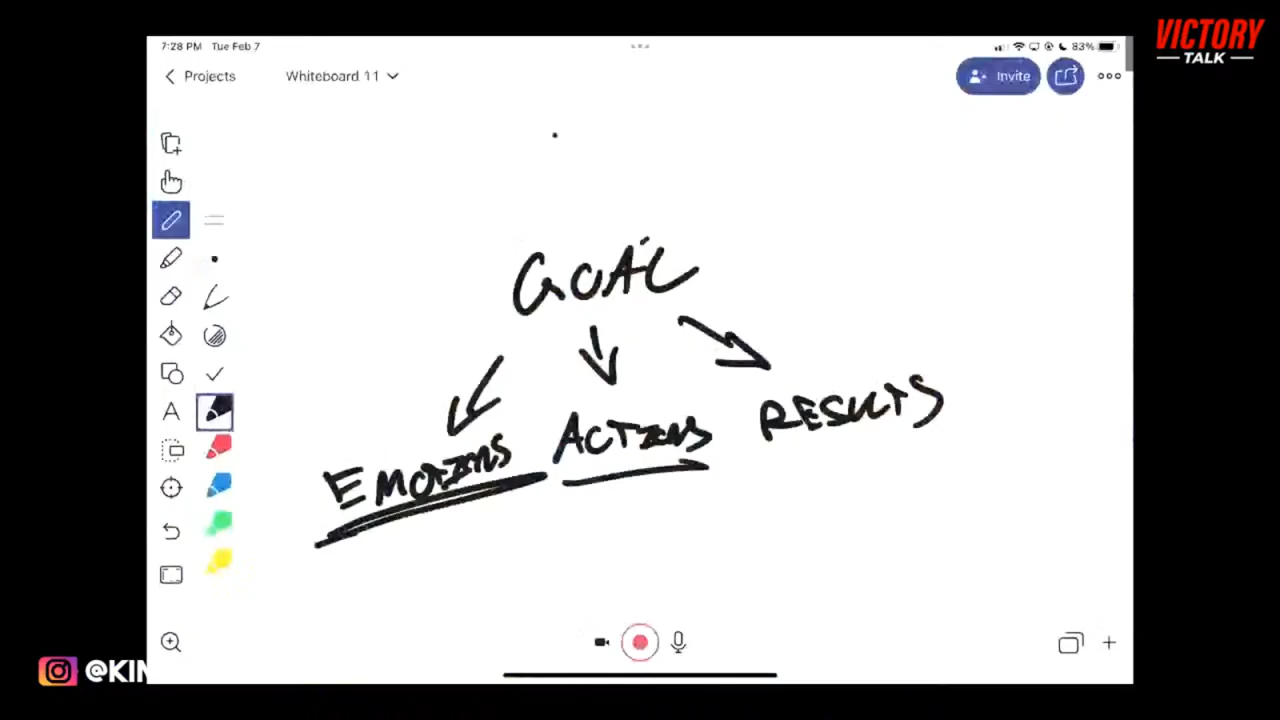 VICTORY
TALK
7:28 PM Tue Feb 7
83%
Projects
Whiteboard 11
Invite
A
GOAL
EMOTIONS ACTIONS RESULTS
@KIN